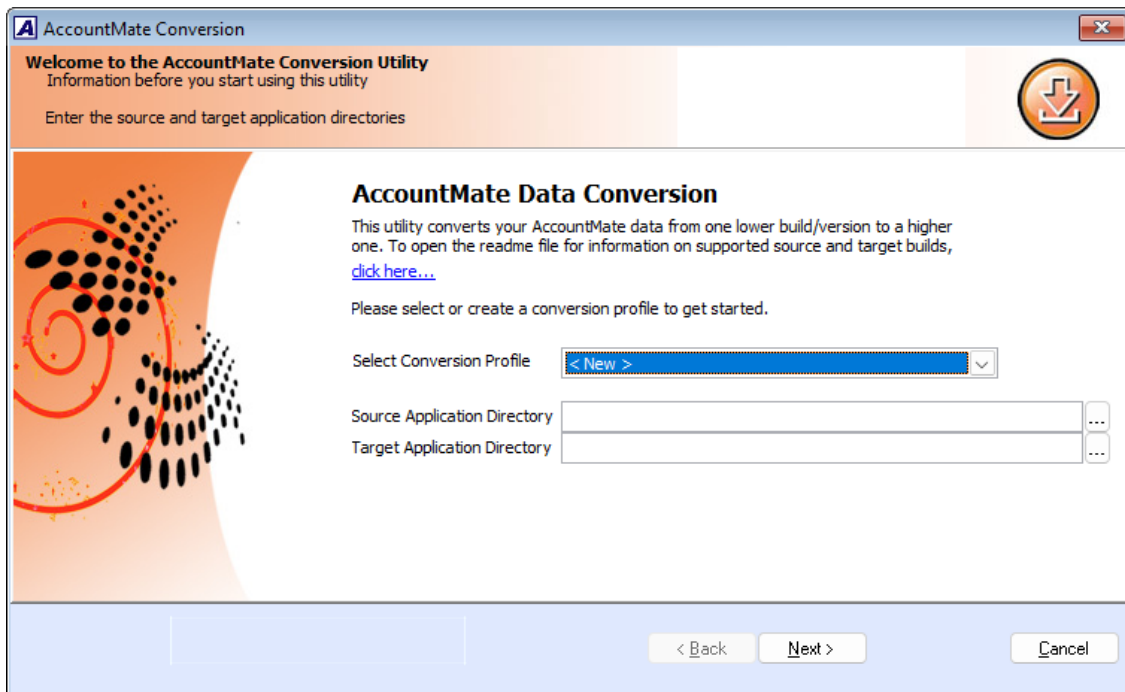 AccountMate Conversion
Welcome to the AccountMate Conversion Utility
Information before you start using this utility
Enter the source and target application directories
AccountMate Data Conversion
This utility converts your AccountMate data from one lower build/version to a higher
one. To open the readme file for information on supported source and target builds,
click here...
Please select or create a conversion profile to get started.
Select Conversion Profile < New >
Source Application Directory ...
Target Application Directory ...
< Back Next > Cancel